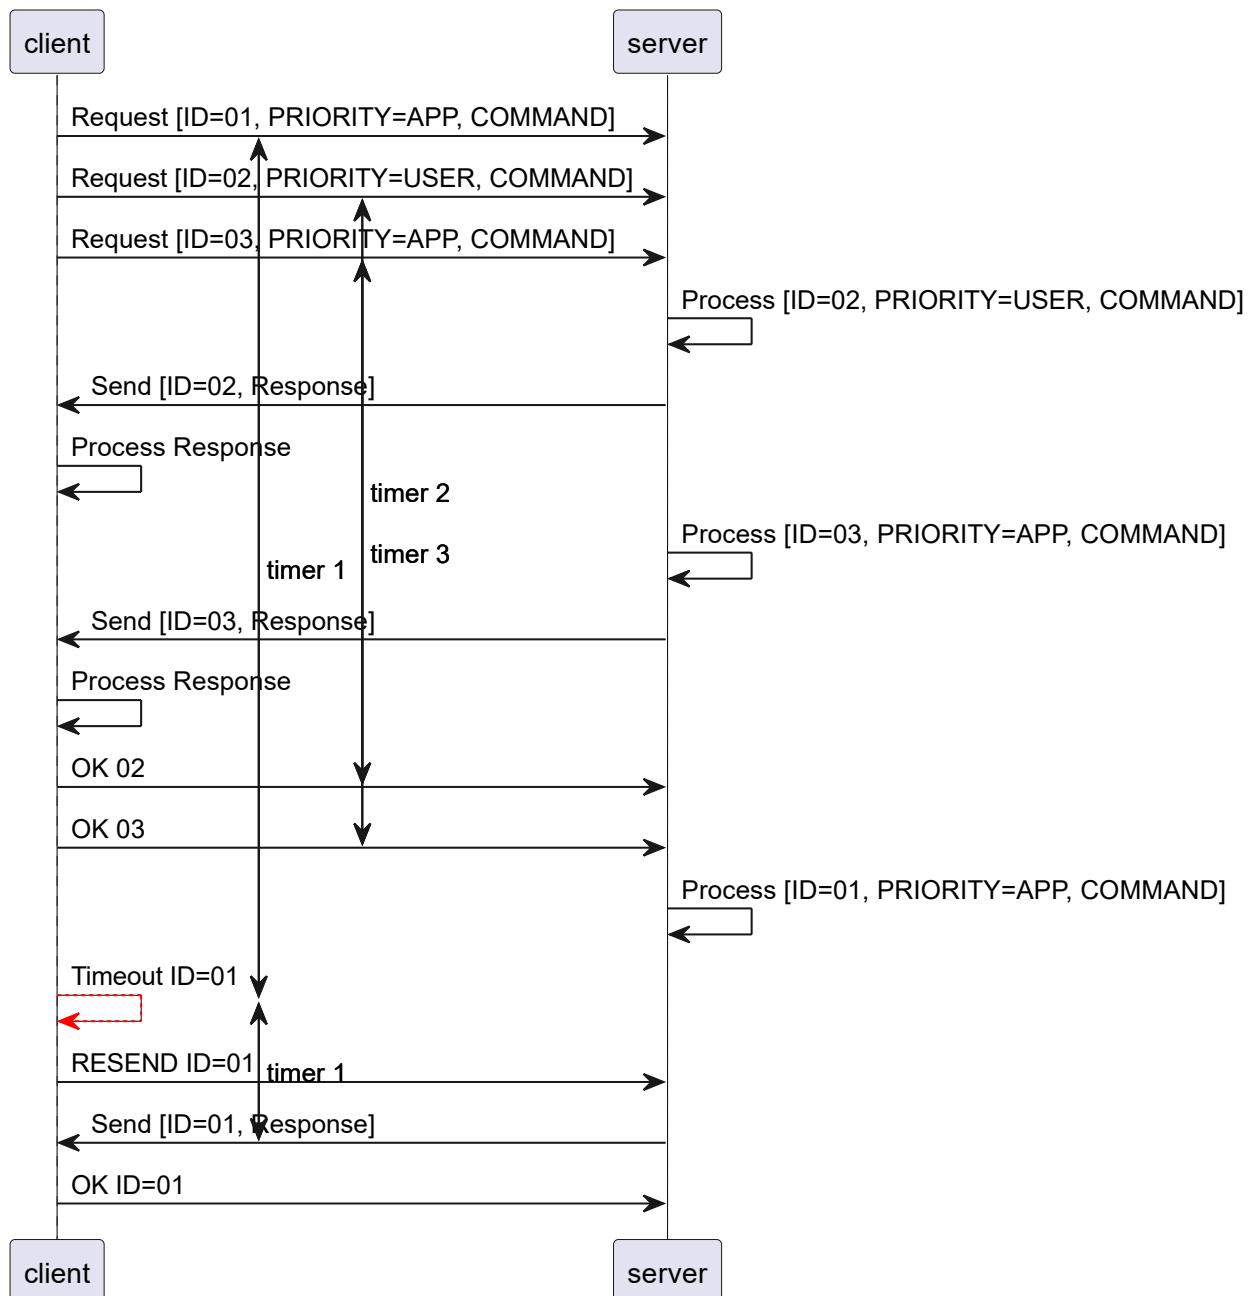 client
server
Request [ID=01, PRIORITY=APP, COMMAND]
Request [ID=02, PRIORITY=USER, COMMAND]
Request [ID=03, PRIORITY=APP, COMMAND]
Process [ID=02, PRIORITY=USER, COMMAND]
Send [ID=02, Response]
Process Response
timer 2
Process [ID=03, PRIORITY=APP, COMMAND]
timer 3
timer 1
Send [ID=03, Response]
Process Response
OK 02
OK 03
Process [ID=01, PRIORITY=APP, COMMAND]
Timeout ID=01
RESEND ID=01
timer 1
Send [ID=01, Response]
OK ID=01
client
server